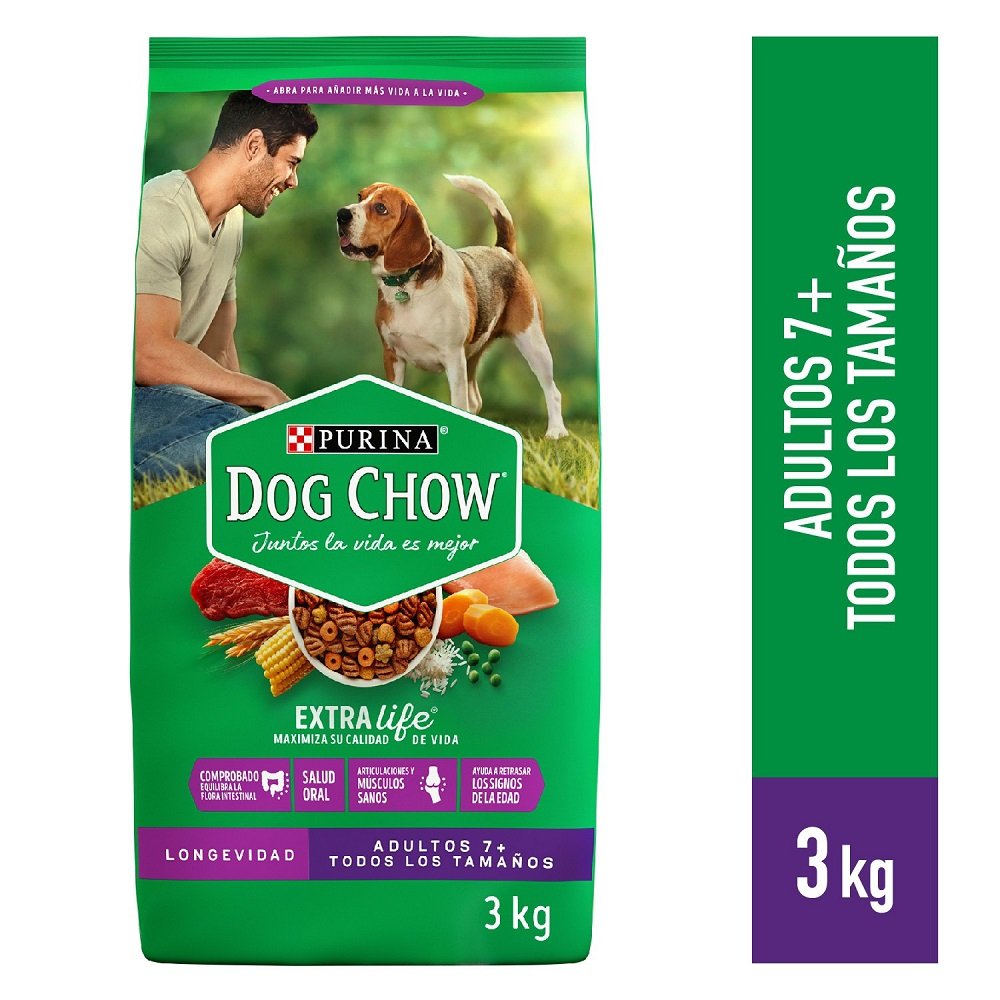 • ABRA PARA AÑADIR MÁS VIDA A LA VIDA •
PURINA®
DOG CHOW®
Juntos la vida es mejor
EXTRA life®
MAXIMIZA SU CALIDAD DE VIDA
COMPROBADO
EQUILIBRA LA
FLORA INTESTINAL
SALUD
ORAL
ARTICULACIONES Y
MÚSCULOS
SANOS
AYUDA A RETRASAR
LOS SIGNOS
DE LA EDAD
LONGEVIDAD
ADULTOS 7+
TODOS LOS TAMAÑOS
3 kg
ADULTOS 7+
TODOS LOS TAMAÑOS
3 kg